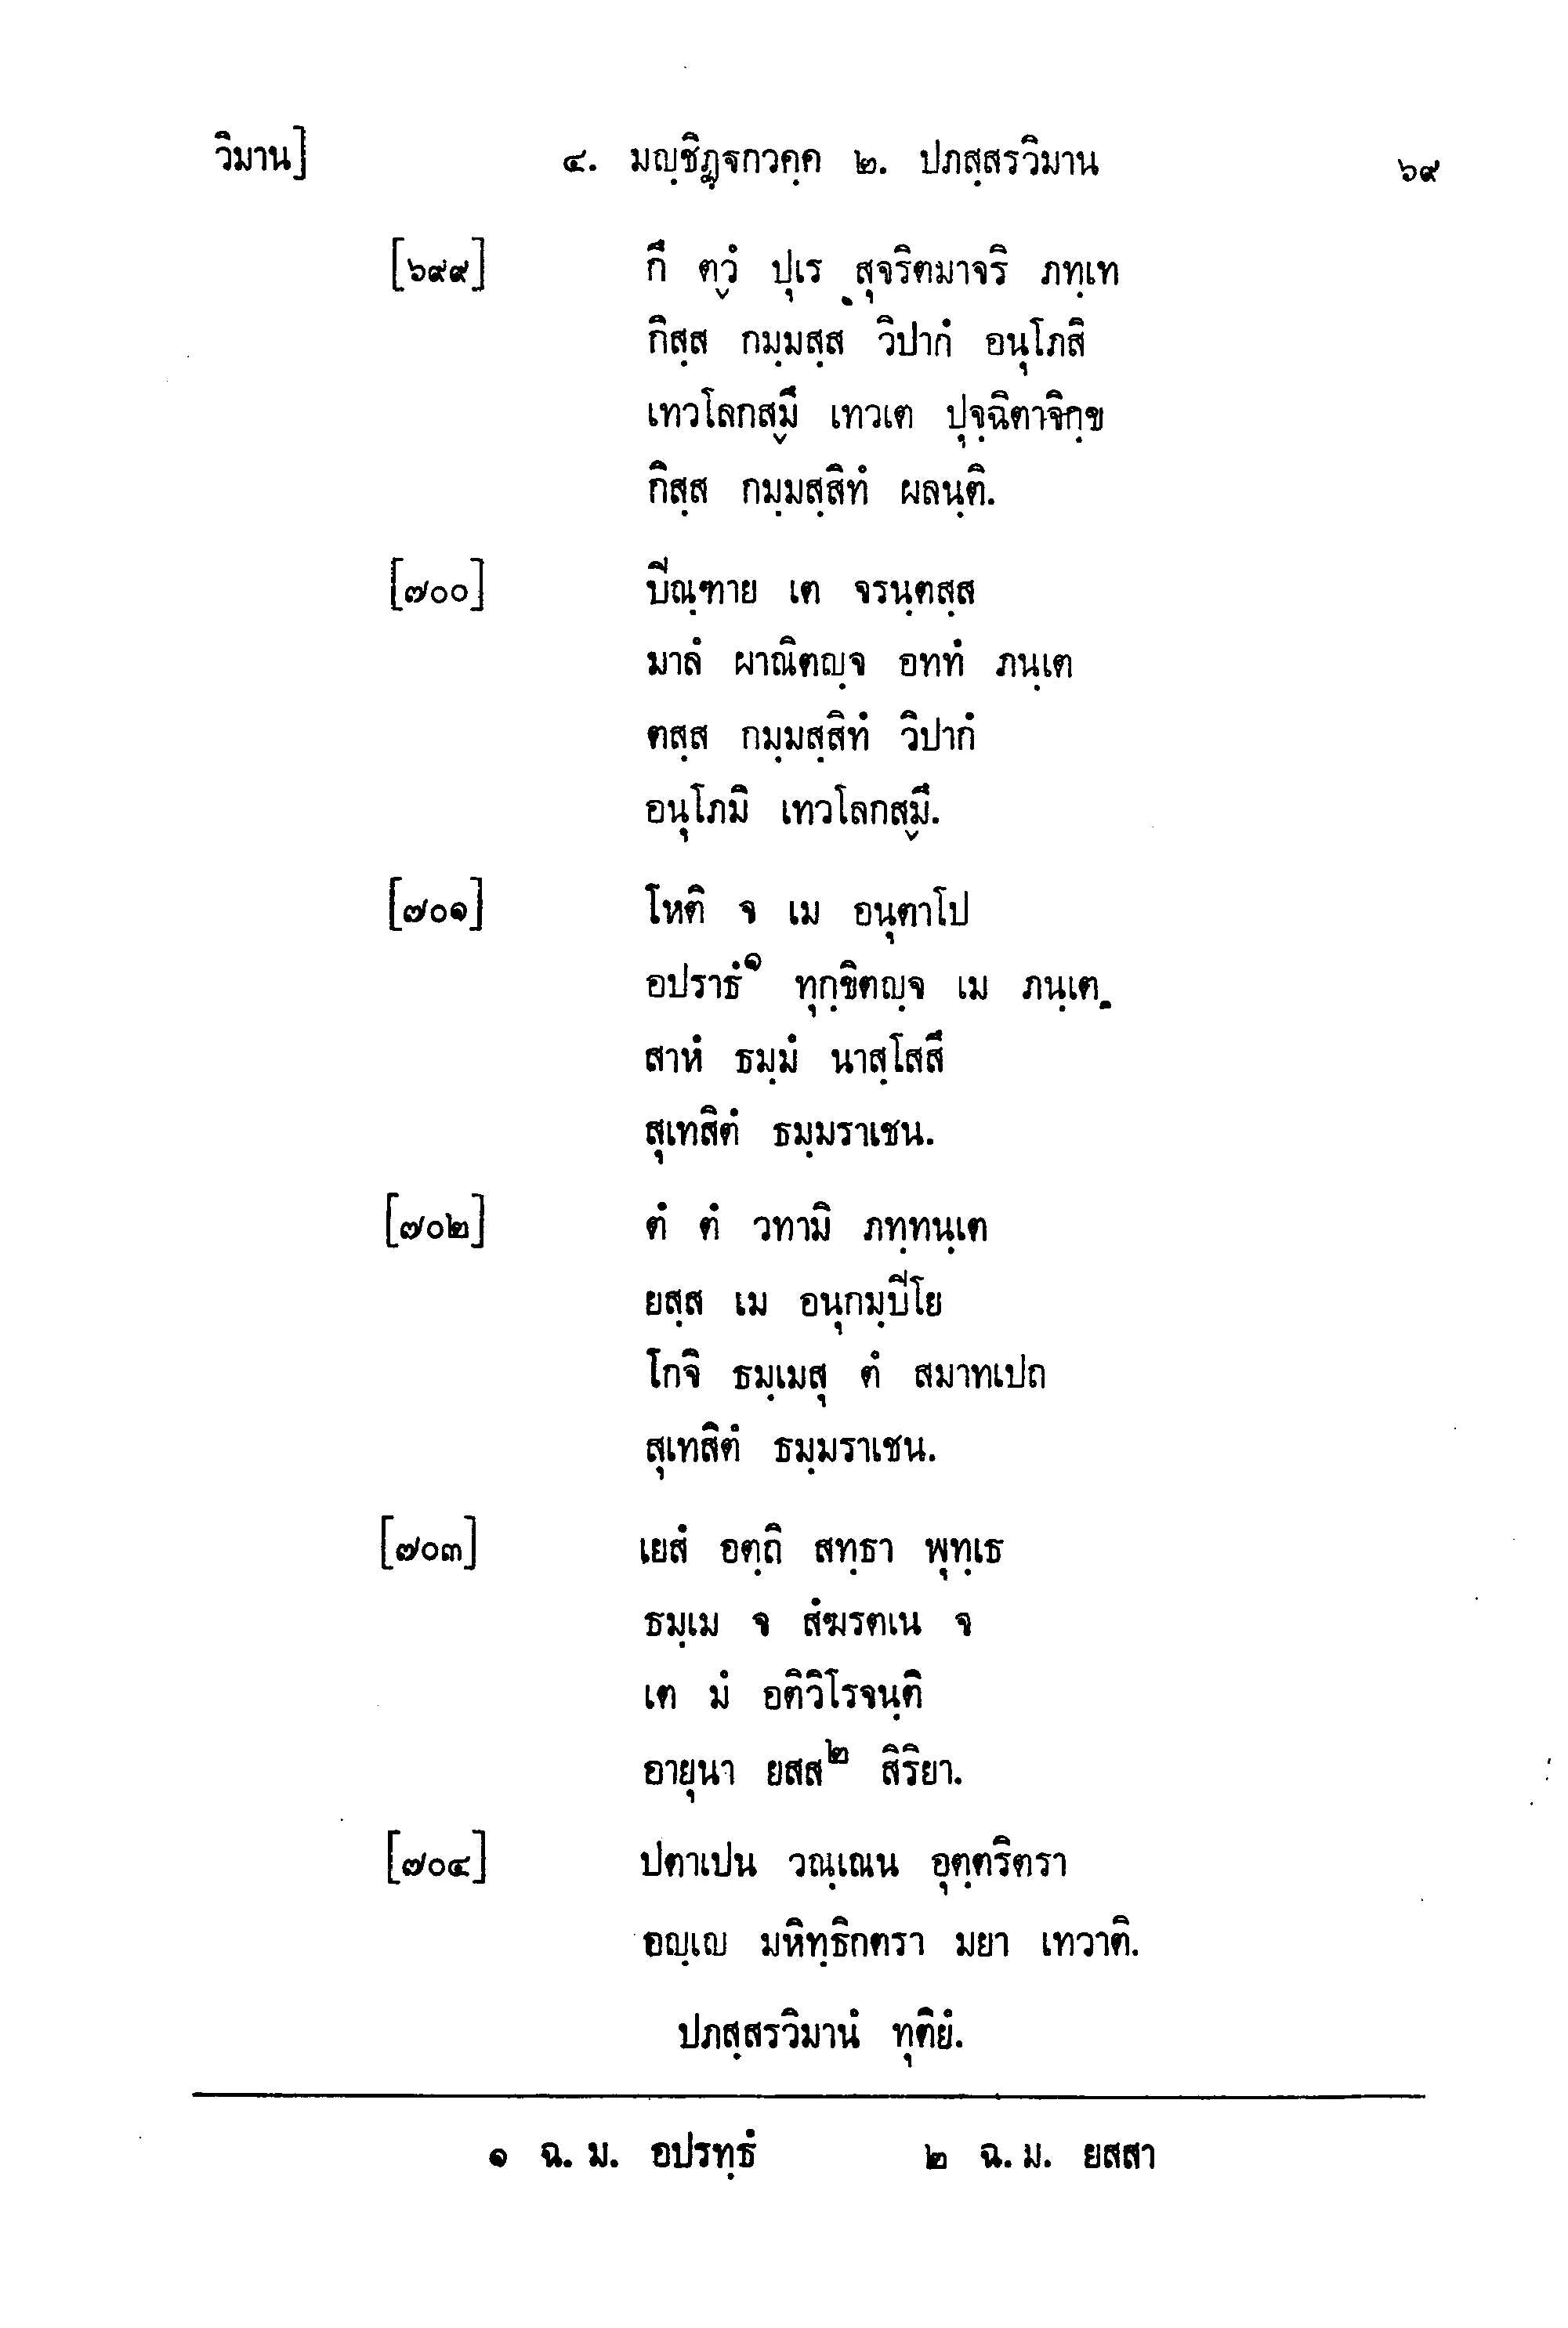 วิมาน] ๔. มญฺชิฏฺฐกวคฺค ๒. ปภสฺสรวิมาน ๖๙
[๖๙๙] กึ ตฺวํ ปุเร สุจริตมาจริ ภทฺเท
กิสฺส กมฺมสฺส วิปากํ อนุโภสิ
เทวโลกสฺมึ เทวเต ปุจฺฉิตาจิกฺข
กิสฺส กมฺมสฺสิทํ ผลนฺติ.
[๗๐๐] ปิณฺฑาย เต จรนฺตสฺส
มาลํ ผาณิตญฺจ อททํ ภนฺเต
ตสฺส กมฺมสฺสิทํ วิปากํ
อนุโภมิ เทวโลกสฺมึ.
[๗๐๑] โหติ จ เม อนุตาโป
อปราธํ๑ ทุกฺขิตญฺจ เม ภนฺเต
สาหํ ธมฺมํ นาสฺโสสึ
สุเทสิตํ ธมฺมราเชน.
[๗๐๒] ตํ ตํ วทามิ ภทฺทนฺเต
ยสฺส เม อนุกมฺปิโย
โกจิ ธมฺเมสุ ตํ สมาทเปถ
สุเทสิตํ ธมฺมราเชน.
[๗๐๓] เยสํ อตฺถิ สทฺธา พุทฺเธ
ธมฺเม จ สํฆรตเน จ
เต มํ อติวิโรจนฺติ
อายุนา ยสส๒ สิริยา.
[๗๐๔] ปตาเปน วณฺเณน อุตฺตริตรา
อญฺเญ มหิทฺธิกตรา มยา เทวาติ.
ปภสฺสรวิมานํ ทุติยํ.
๑ ฉ. ม. อปรทฺธํ ๒ ฉ. ม. ยสสา